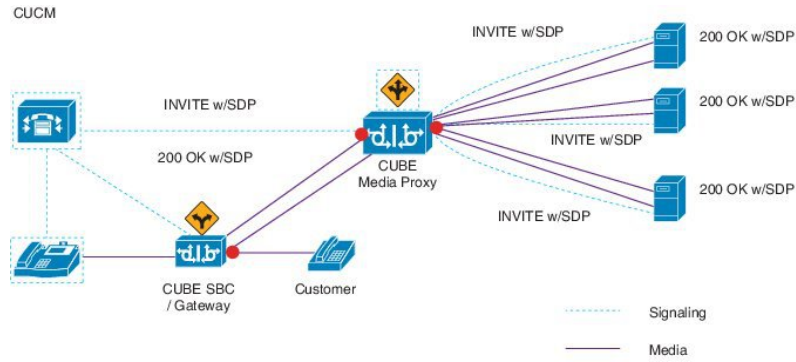 CUCM
INVITE w/SDP
200 OK w/SDP
INVITE w/SDP
200 OK w/SDP
200 OK w/SDP
INVITE w/SDP
CUBE
Media Proxy
200 OK w/SDP
INVITE w/SDP
CUBE SBC
/ Gateway
Customer
Signaling
Media